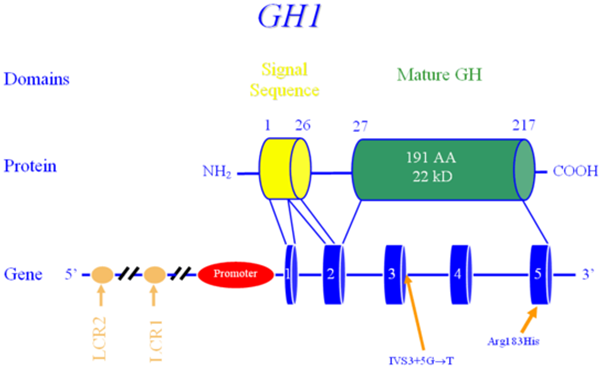 GH1
Domains
Signal
Sequence
Mature GH
1 26 27 217
Protein
NH₂
191 AA
22 kD
COOH
Gene
5' Promoter 1 2 3 4 5 3'
LCR2
LCR1
IVS3+5G→T
Arg183His